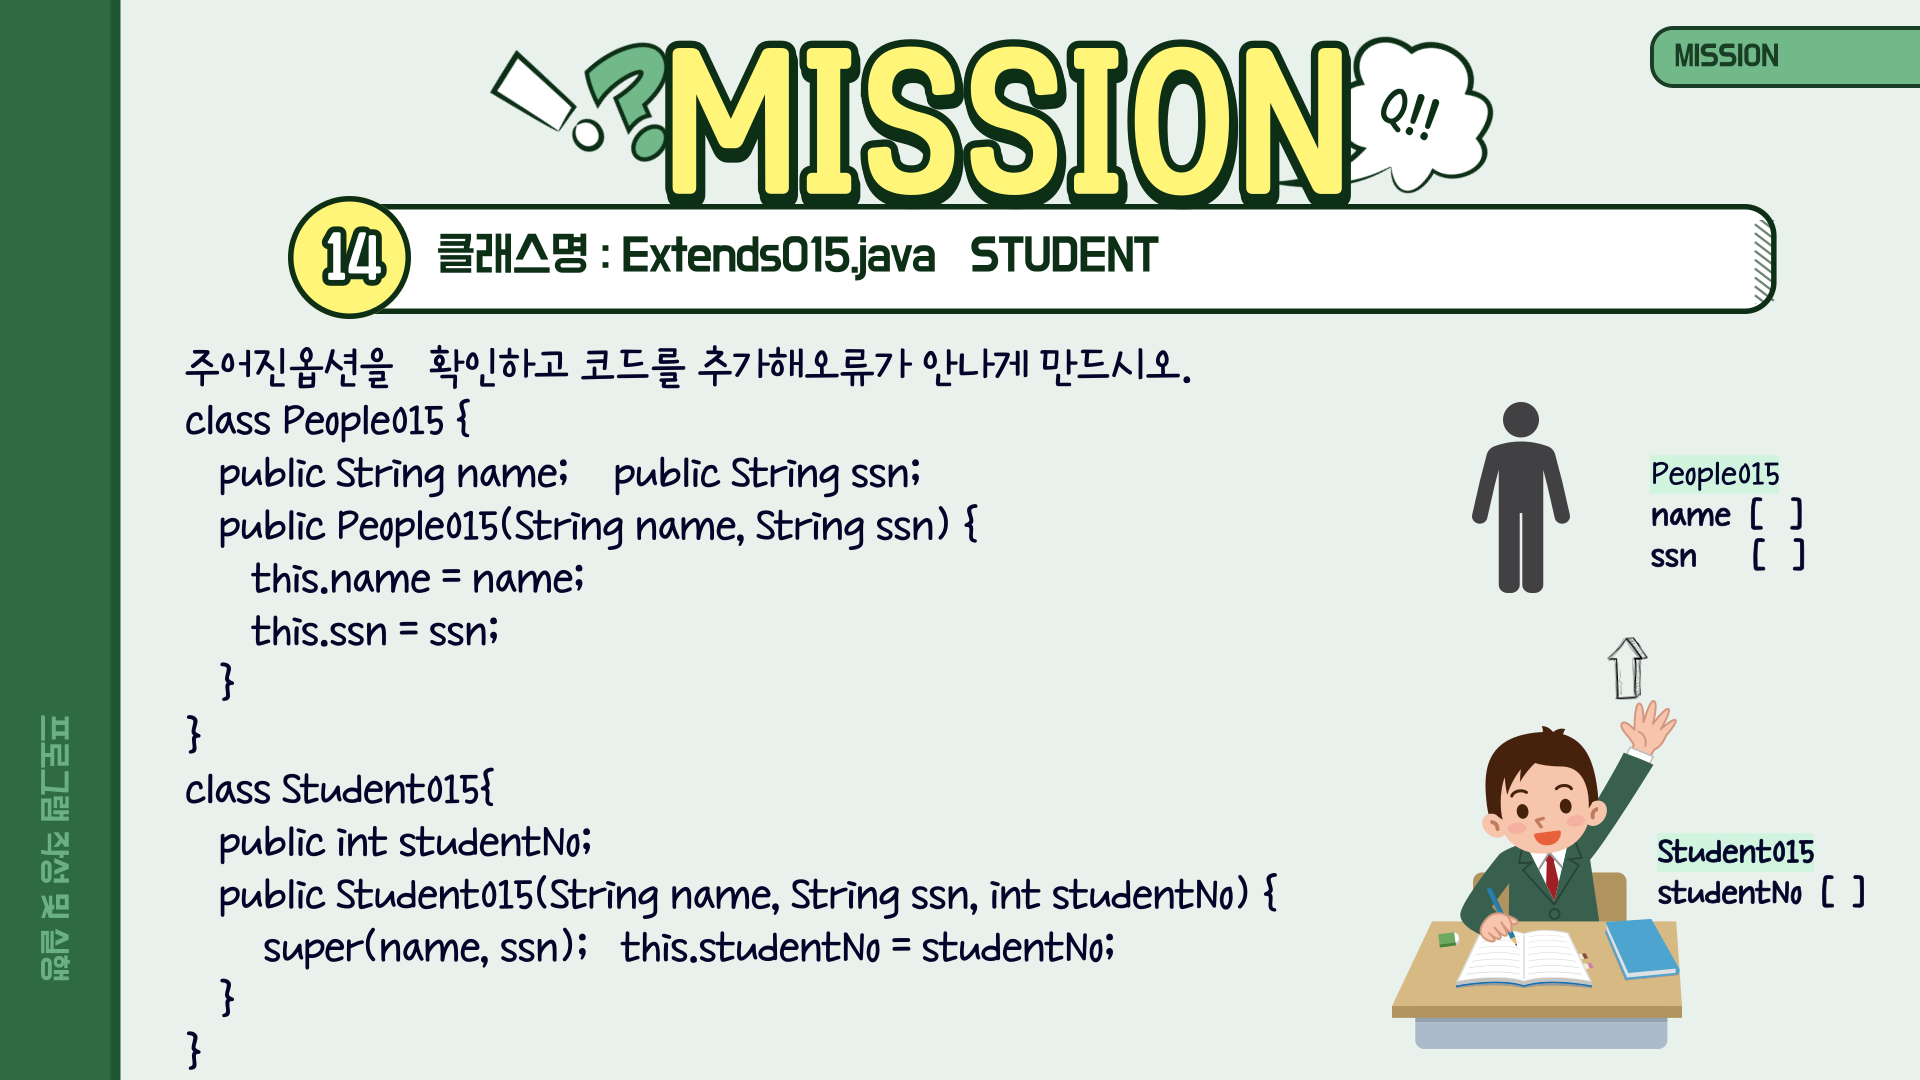 MISSION
!?
MISSION
Q!!
14
클래스명 : Extends015.java   STUDENT
주어진옵션을   확인하고 코드를 추가해오류가 안나게 만드시오.
class People015 {
public String name;    public String ssn;
public People015(String name, String ssn) {
this.name = name;
this.ssn = ssn;
}
}
class Student015{
public int studentNo;
public Student015(String name, String ssn, int studentNo) {
super(name, ssn);   this.studentNo = studentNo;
}
}
People015
name [  ]
ssn [  ]
Student015
studentNo [  ]
프로그램 작성 및 실행